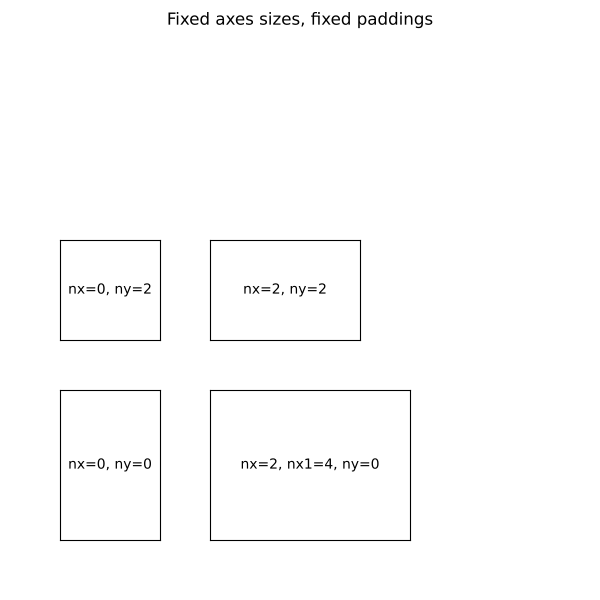 Fixed axes sizes, fixed paddings
nx=0, ny=2
nx=2, ny=2
nx=0, ny=0
nx=2, nx1=4, ny=0